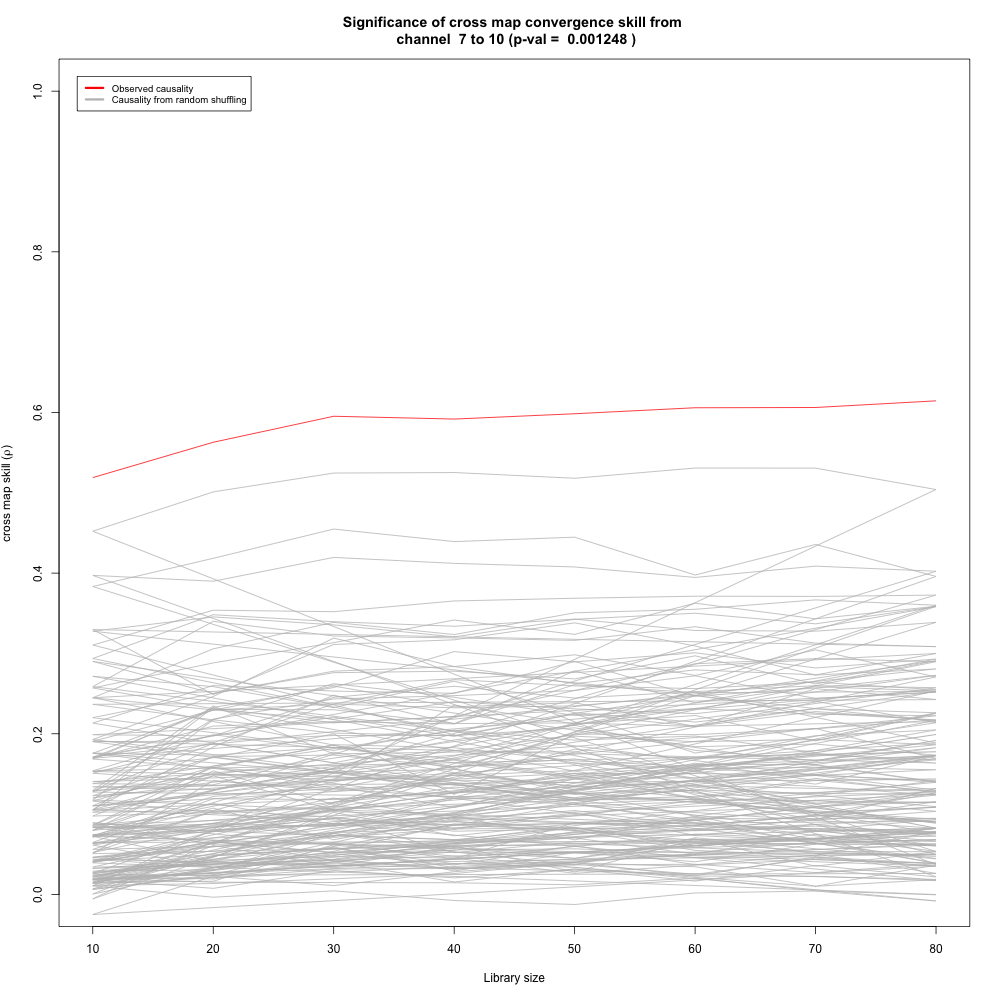 Significance of cross map convergence skill from
channel  7 to 10 (p-val =  0.001248 )
Observed causality
Causality from random shuffling
1.0
0.8
0.6
0.4
0.2
0.0
cross map skill (ρ)
10 20 30 40 50 60 70 80
Library size